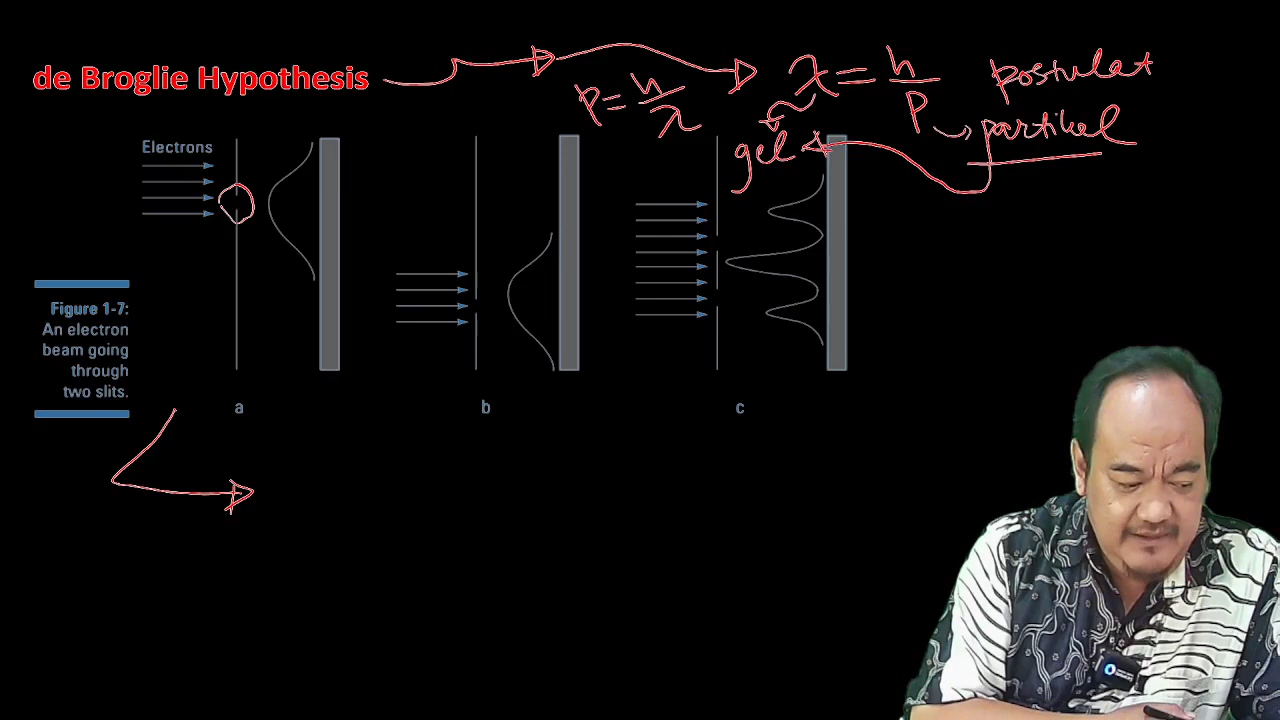 de Broglie Hypothesis
p = h/λ
λ = h/p
postulat
partikel
gel
Electrons
Figure 1-7:
An electron
beam going
through
two slits.
a
b
c